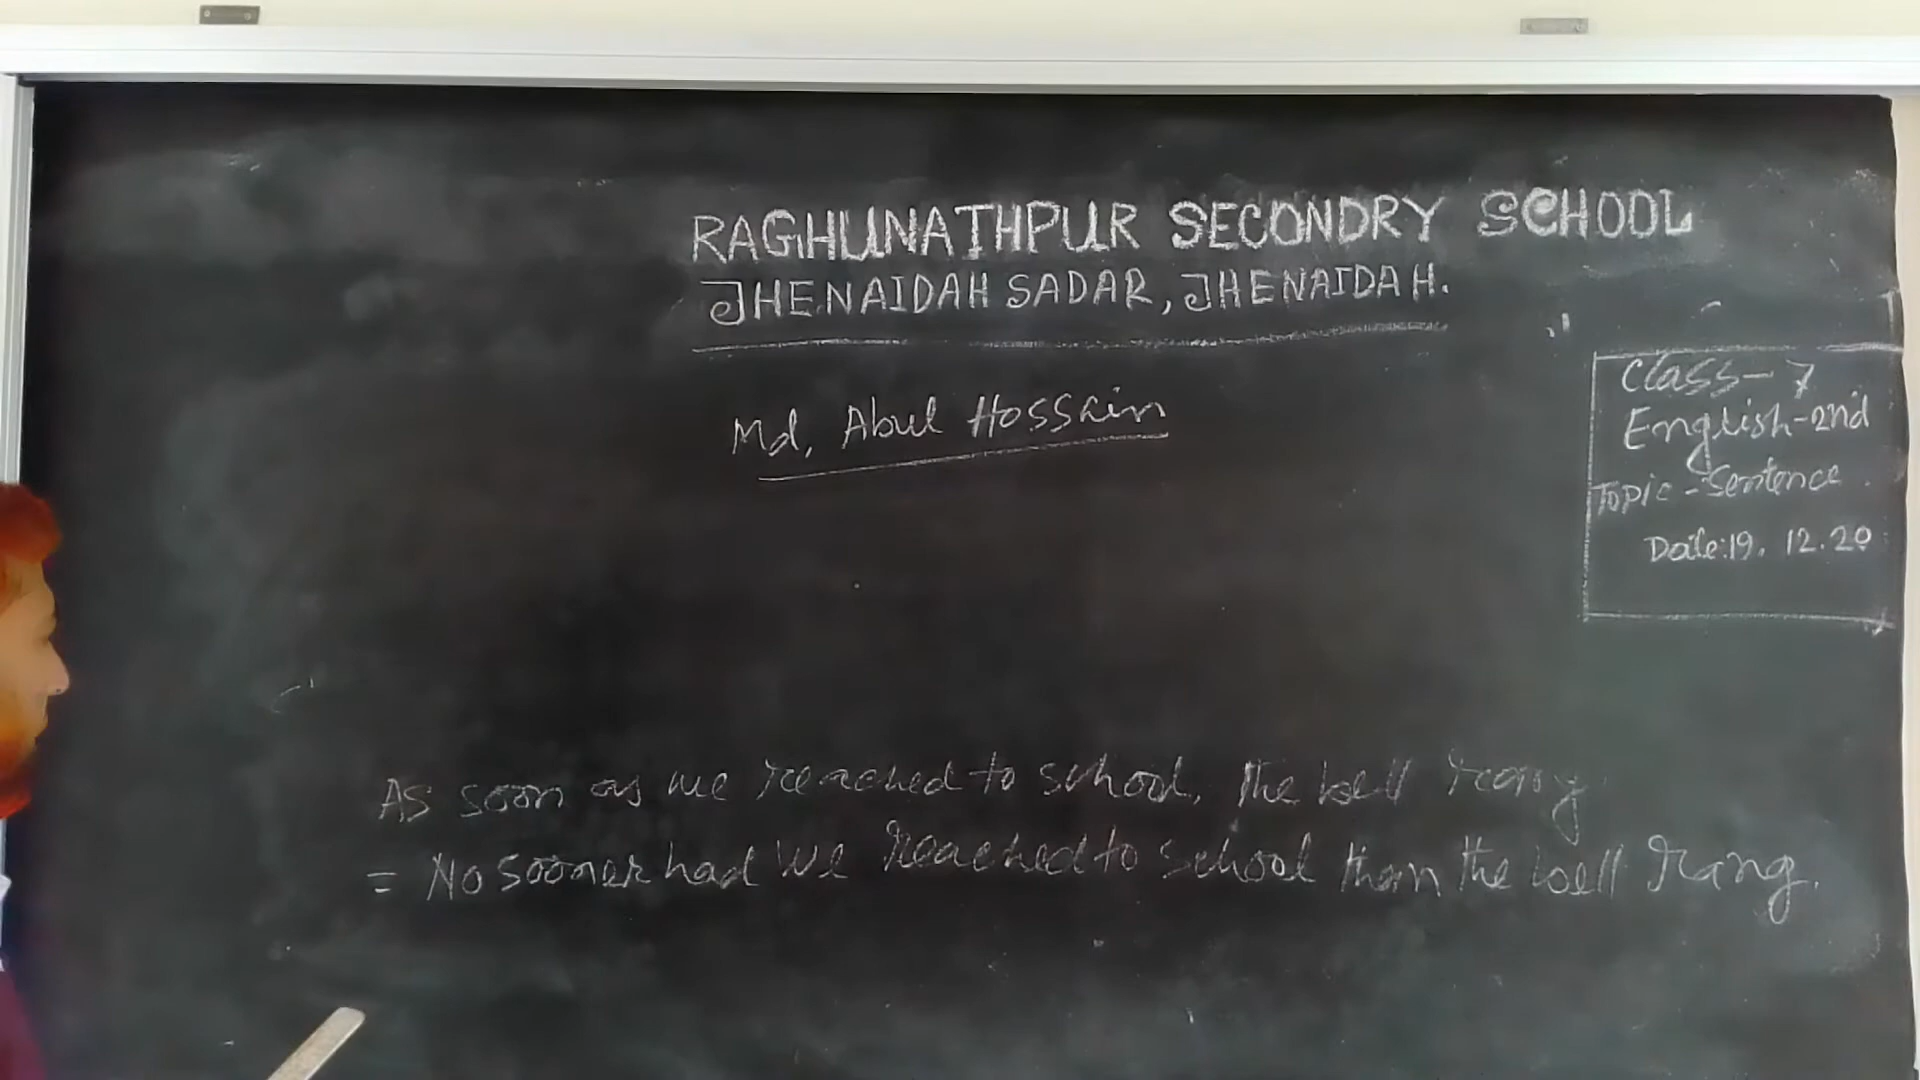 RAGHUNATHPUR SECONDRY SCHOOL
JHENAIDAH SADAR, JHENAIDAH.
Md, Abul Hossain
Class-7
English-2nd
Topic-Sentence
Date:19. 12.20
As soon as we reached to school, the bell rang
= No sooner had we reached to school than the bell rang.